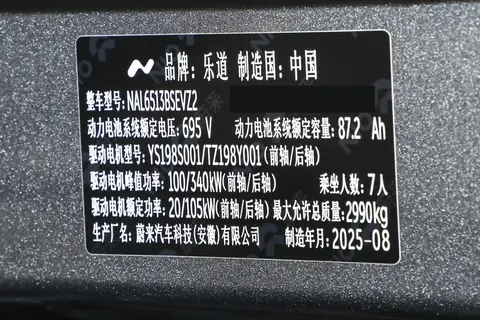 品牌：乐道 制造国：中国
整车型号：NAL6513BSEVZ2
动力电池系统额定电压：695 V 动力电池系统额定容量：87.2 Ah
驱动电机型号：YS198S001/TZ198Y001(前轴/后轴)
驱动电机峰值功率：100/340kW(前轴/后轴) 乘坐人数：7人
驱动电机额定功率：20/105kW(前轴/后轴) 最大允许总质量：2990kg
生产厂名：蔚来汽车科技(安徽)有限公司 制造年月：2025-08